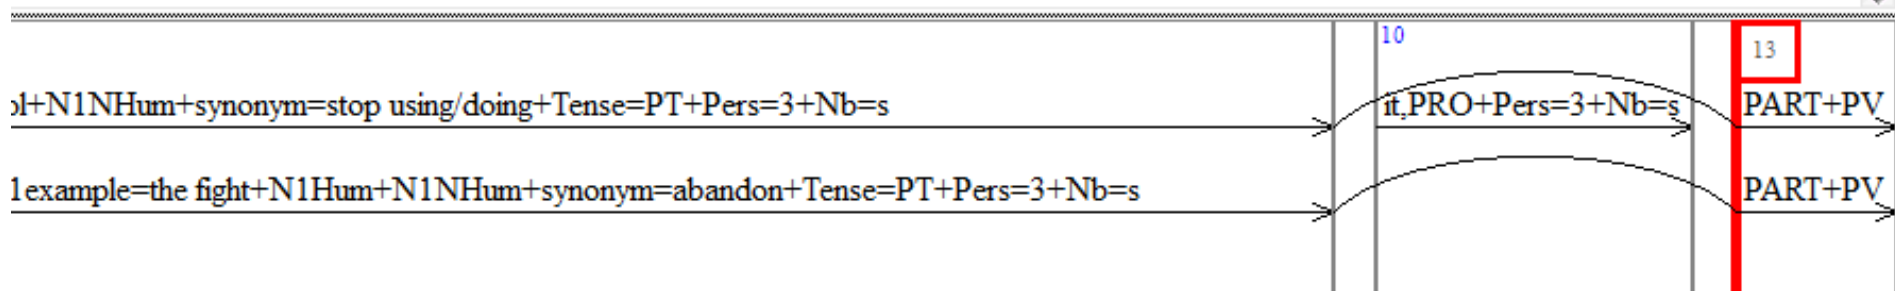 10
13
ol+N1NHum+synonym=stop using/doing+Tense=PT+Pers=3+Nb=s it,PRO+Pers=3+Nb=s PART+PV
1example=the fight+N1Hum+N1NHum+synonym=abandon+Tense=PT+Pers=3+Nb=s PART+PV